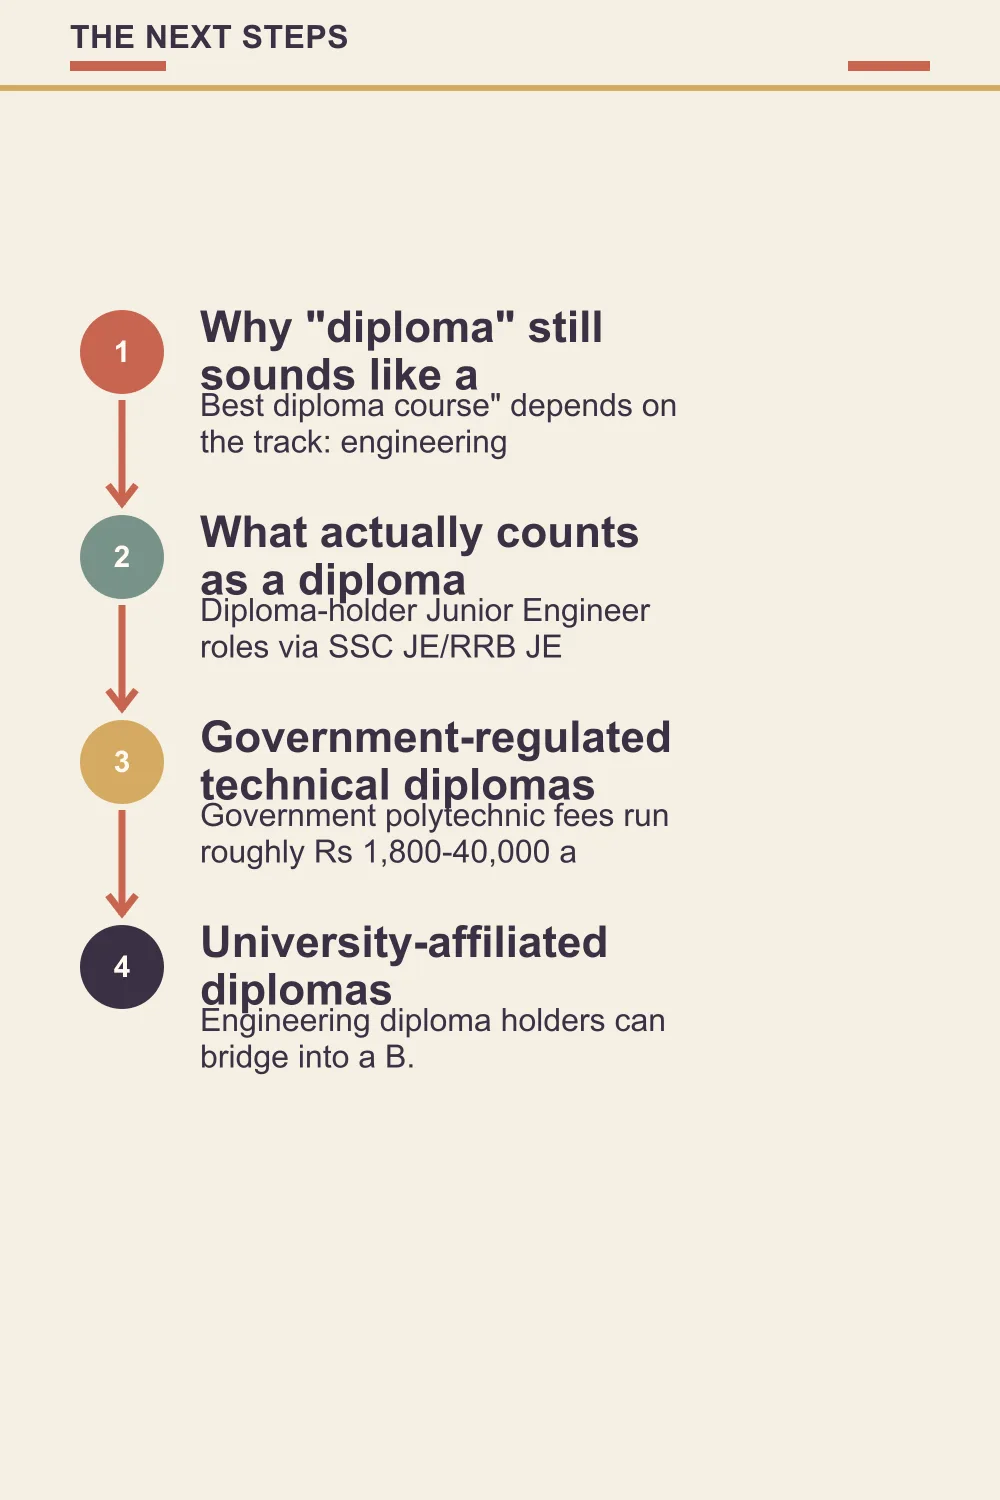 THE NEXT STEPS
1
Why "diploma" still
sounds like a
Best diploma course" depends on
the track: engineering
2
What actually counts
as a diploma
Diploma-holder Junior Engineer
roles via SSC JE/RRB JE
3
Government-regulated
technical diplomas
Government polytechnic fees run
roughly Rs 1,800-40,000 a
4
University-affiliated
diplomas
Engineering diploma holders can
bridge into a B.